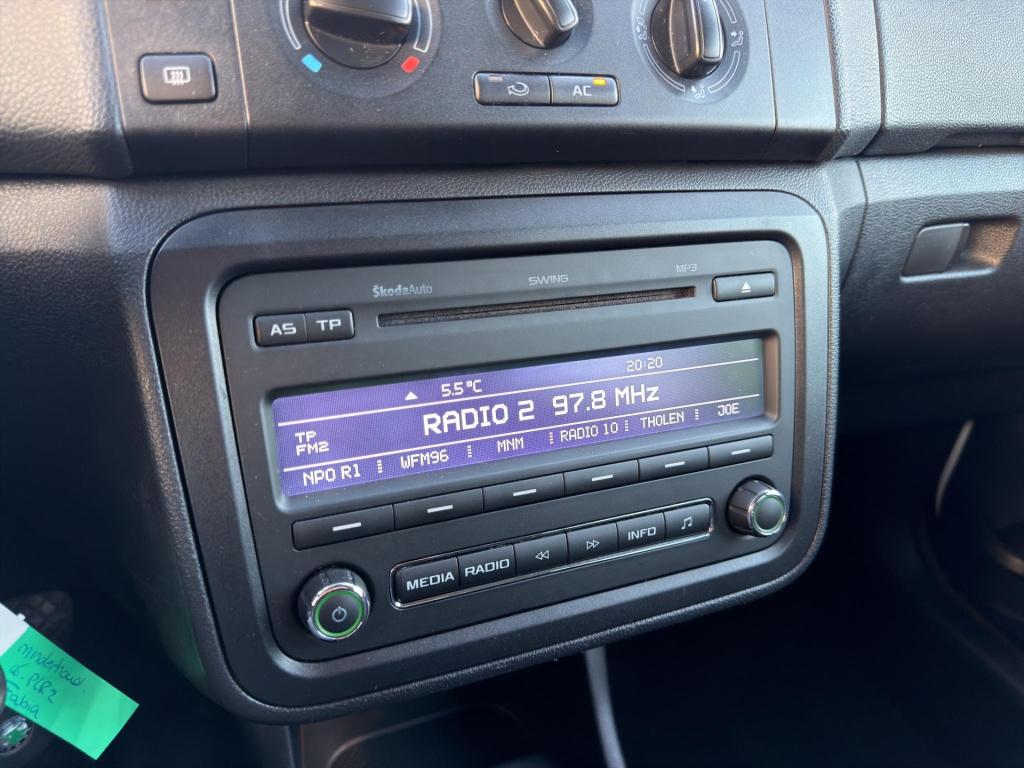 AC
ŠkodaAuto
SWING
MP3
AS TP
5.5°C
20:20
RADIO 2 97.8 MHz
TP
FM2
NPO R1 WFM96 MNM RADIO 10 THOLEN JOE
MEDIA RADIO INFO
Fabia